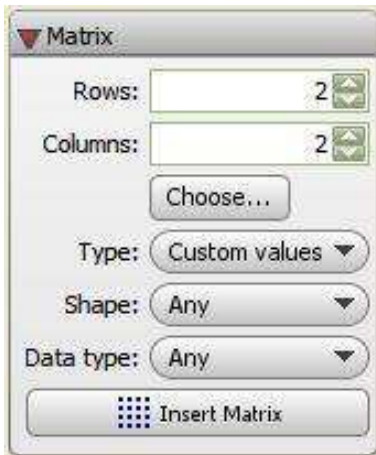 Matrix
Rows: 2
Columns: 2
Choose...
Type: Custom values
Shape: Any
Data type: Any
Insert Matrix